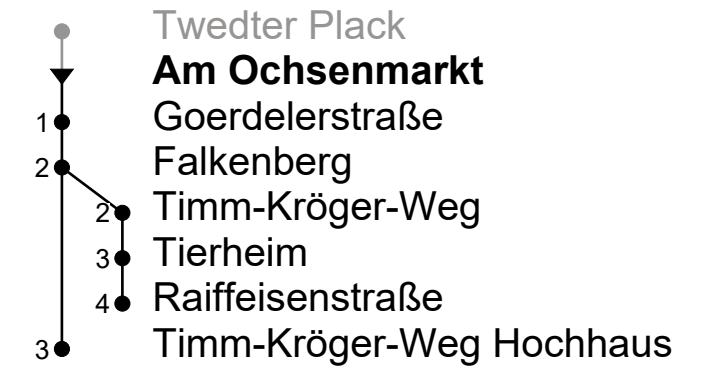 Twedter Plack
Am Ochsenmarkt
1 Goerdelerstraße
2 Falkenberg
2 Timm-Kröger-Weg
3 Tierheim
4 Raiffeisenstraße
3 Timm-Kröger-Weg Hochhaus